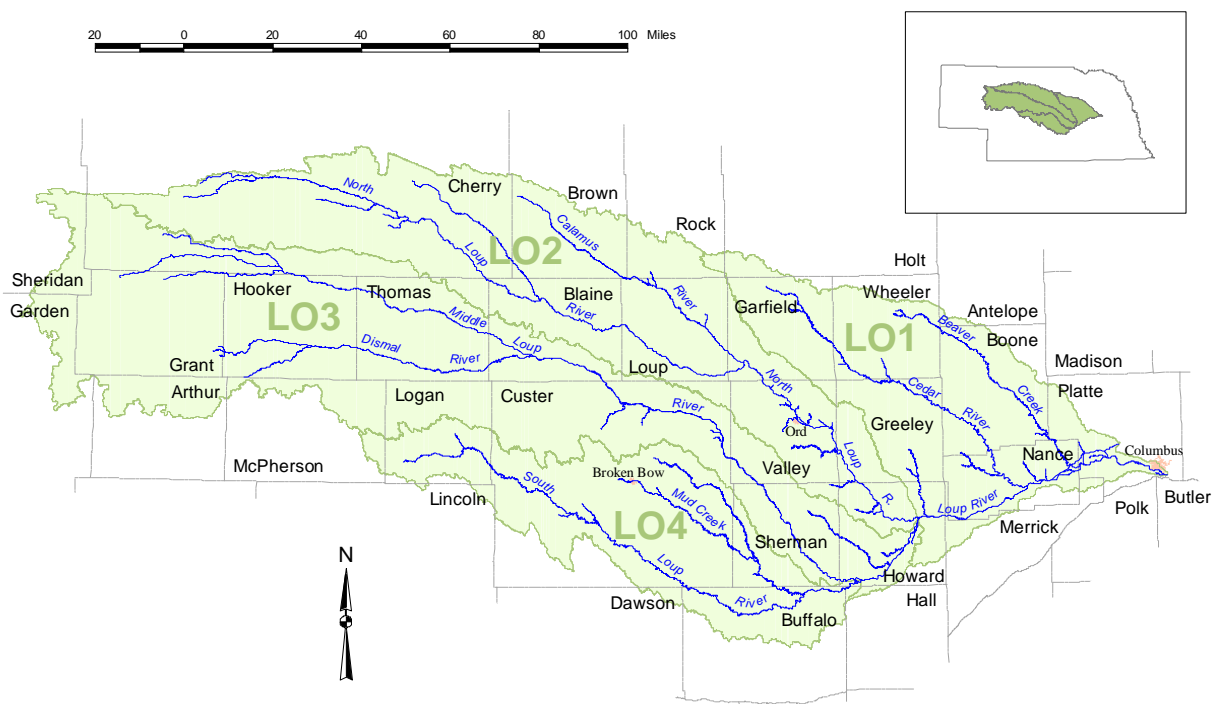 20 0 20 40 60 80 100 Miles
North
Cherry
Brown
Calamus
Rock
LO2
Loup
Holt
Sheridan
Garden
Hooker
Thomas
Blaine
River
River
Garfield
Wheeler
Antelope
LO3
Middle
Loup
LO1
Beaver
Boone
Dismal
River
Madison
Grant
Arthur
Loup
Platte
Logan
Custer
River
North
Cedar
River
Creek
Greeley
Ord
Loup
R.
Columbus
McPherson
Broken Bow
Valley
Nance
Lincoln
South
Mud Creek
Loup River
Butler
Polk
Merrick
LO4
Sherman
N
Loup
Howard
Hall
Dawson
River
Buffalo